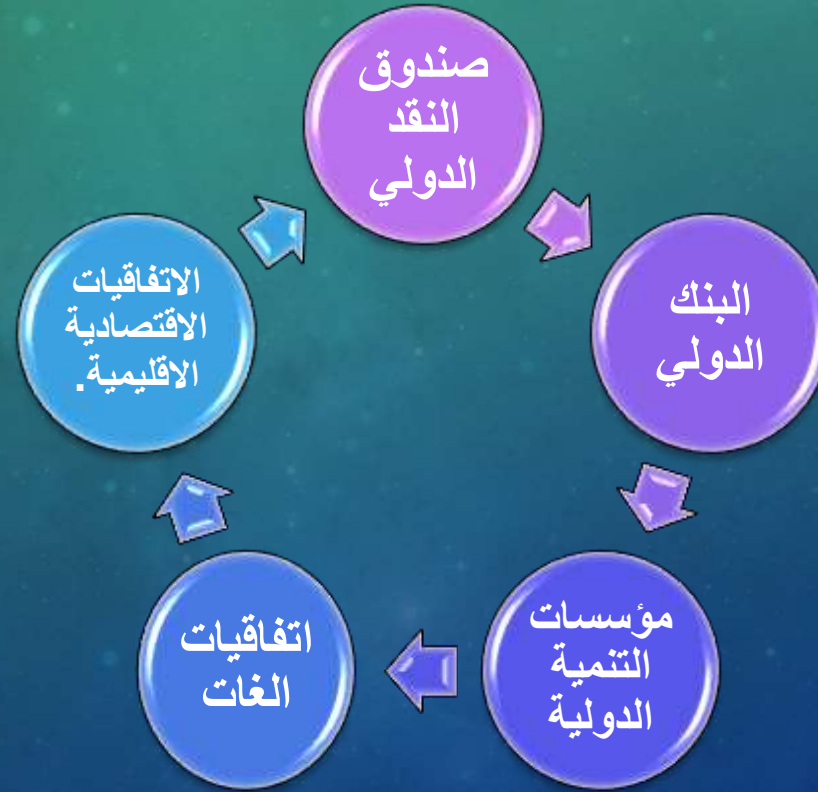 صندوق
النقد
الدولي
البنك
الدولي
مؤسسات
التنمية
الدولية
اتفاقيات
الغات
الاتفاقيات
الاقتصادية
الاقليمية.